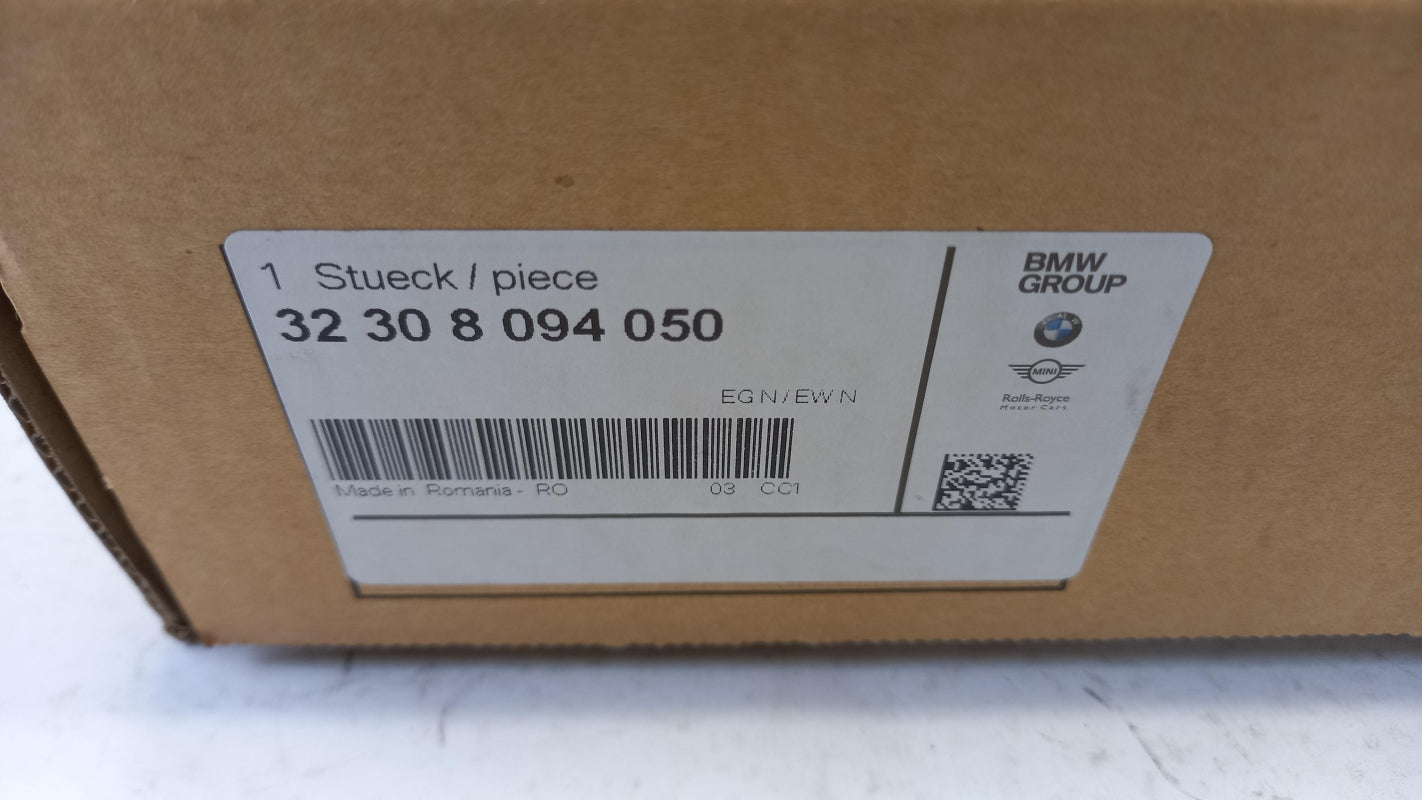 1 Stueck / piece
32 30 8 094 050
EG N / EW N
Made in Romania - RO 03 CC1
BMW
GROUP
MINI
Rolls-Royce
Motor Cars